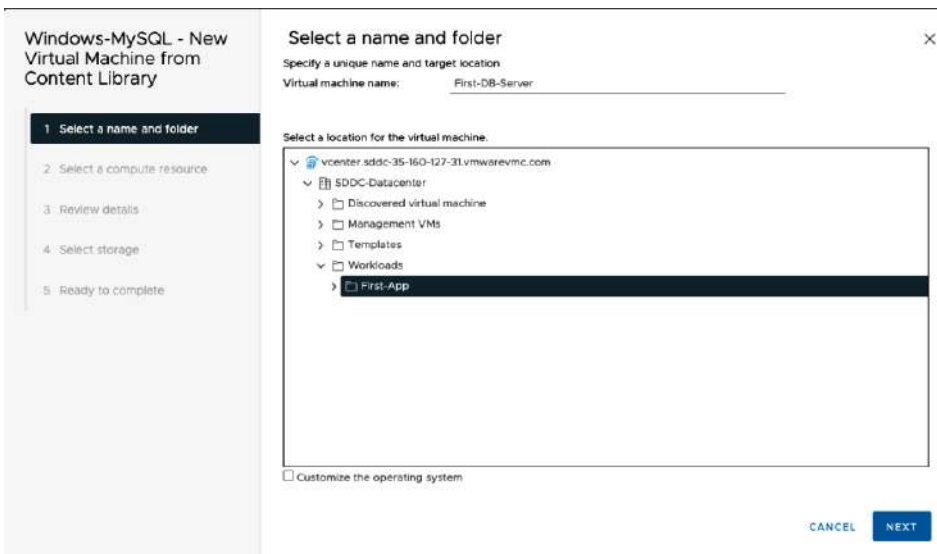 Windows-MySQL - New
Virtual Machine from
Content Library
1 Select a name and folder
2 Select a compute resource
3 Review details
4 Select storage
5 Ready to complete
Select a name and folder
Specify a unique name and target location
Virtual machine name: First-DB-Server
Select a location for the virtual machine.
vcenter.sddc-35-160-127-31.vmwarevmc.com
SDDC-Datacenter
Discovered virtual machine
Management VMs
Templates
Workloads
First-App
Customize the operating system
CANCEL NEXT